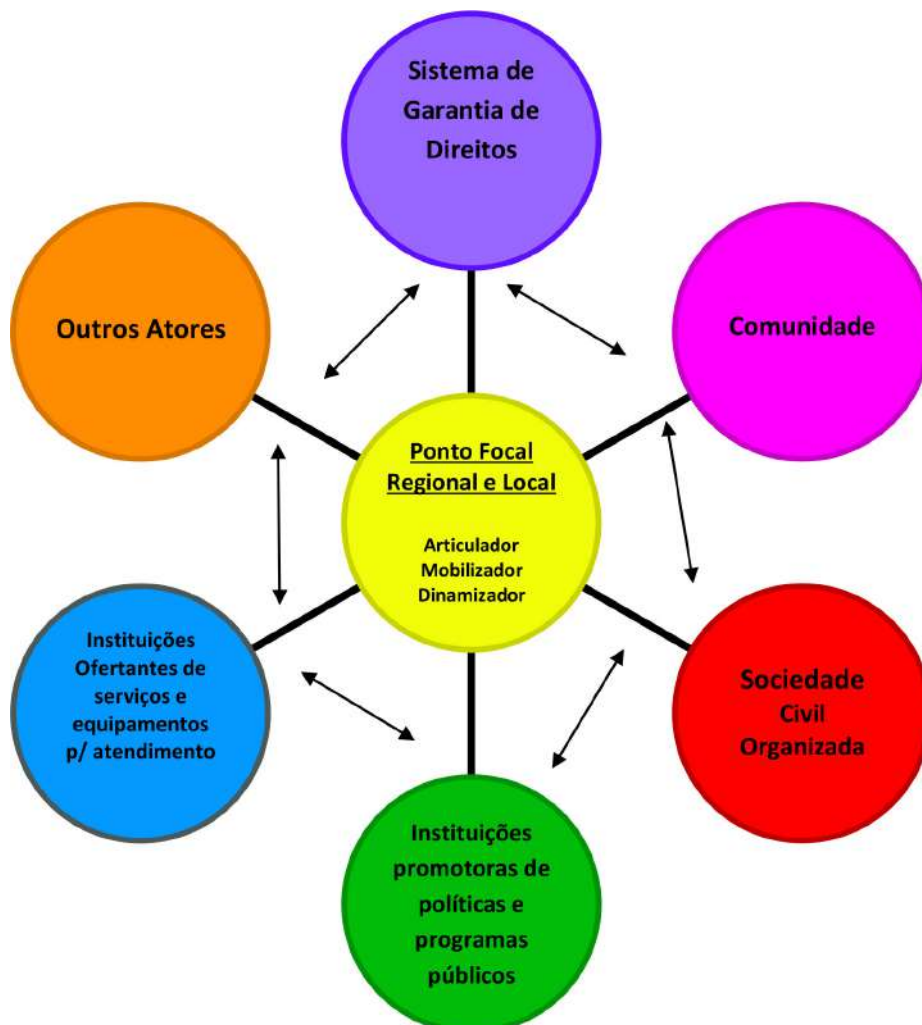 Sistema de
Garantia de
Direitos
Outros Atores
Comunidade
Ponto Focal
Regional e Local
Articulador
Mobilizador
Dinamizador
Instituições
Ofertantes de
serviços e
equipamentos
p/ atendimento
Sociedade
Civil
Organizada
Instituições
promotoras de
políticas e
programas
públicos